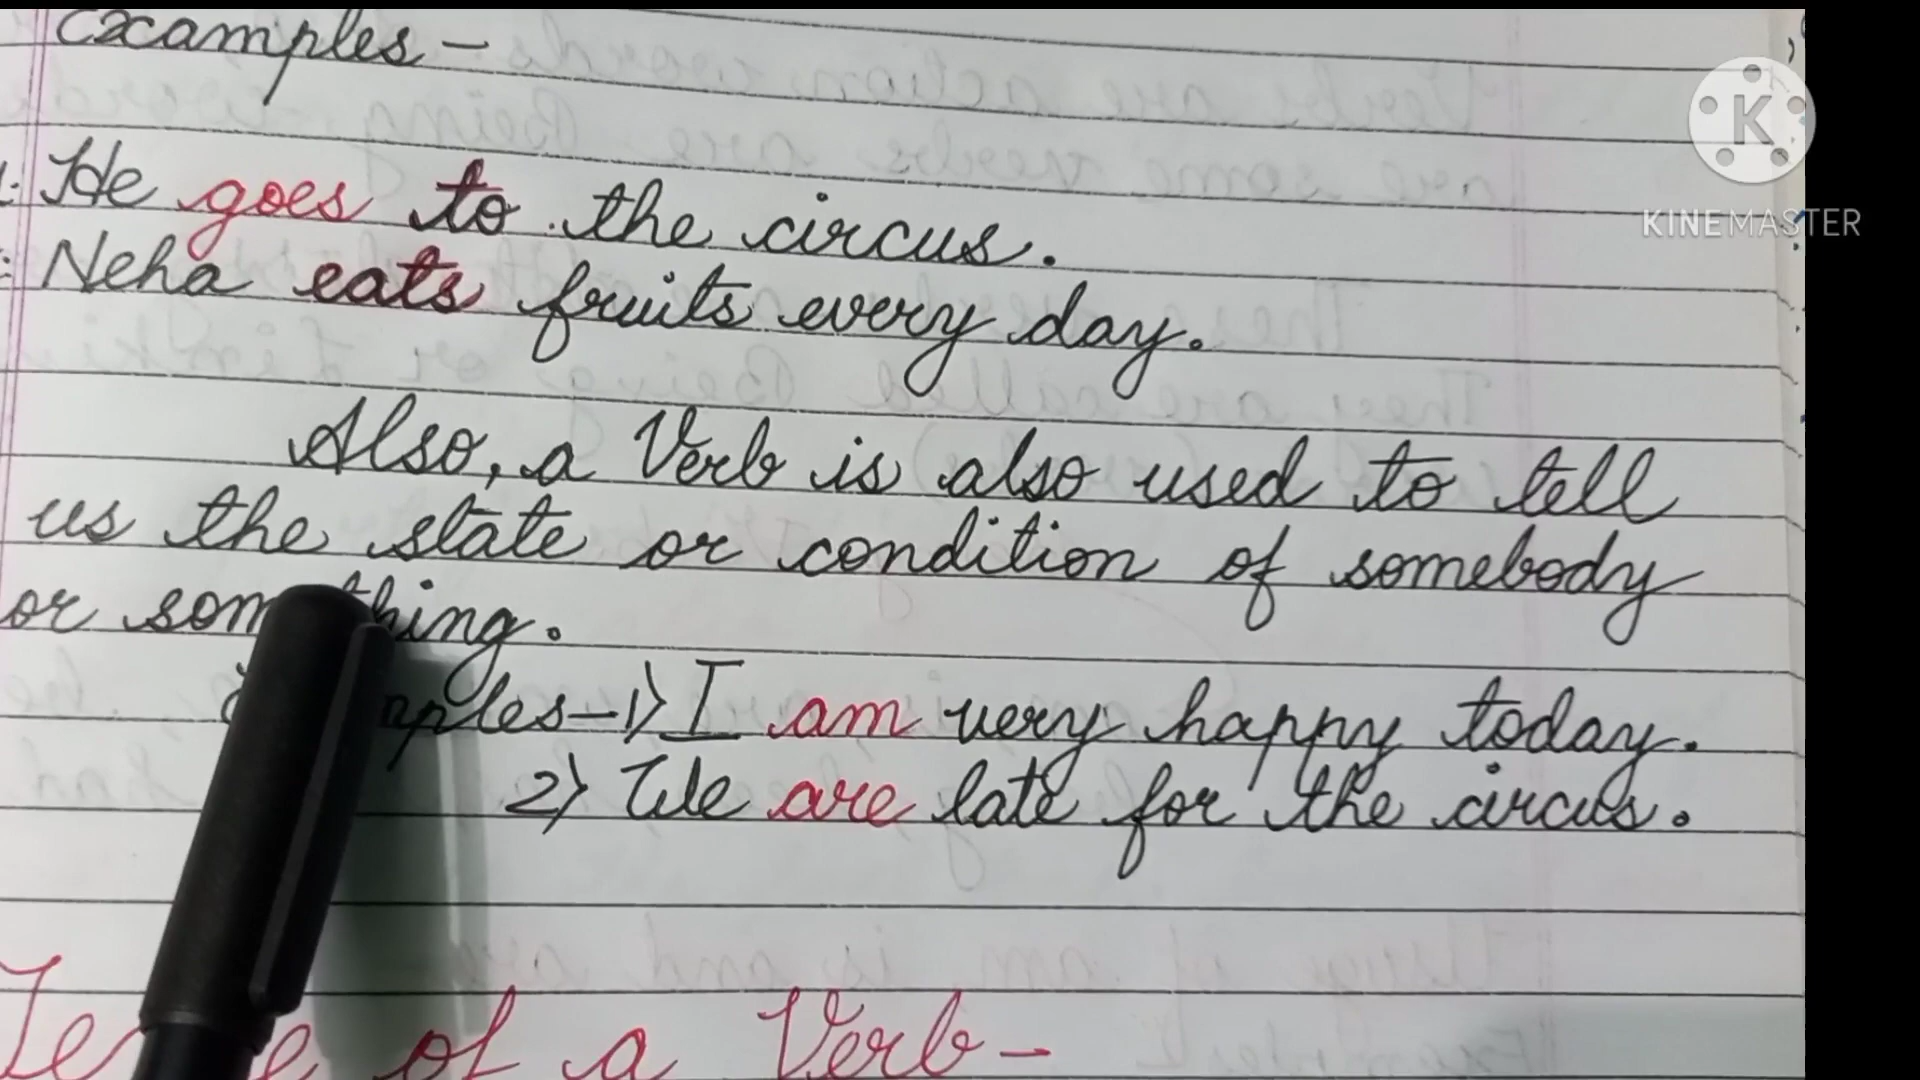 Examples -
1. He goes to the circus.
Neha eats fruits every day.
Also, a Verb is also used to tell
us the state or condition of somebody
or something.
Examples - 1) I am very happy today.
2) We are late for the circus.
of a Verb -
KINEMASTER